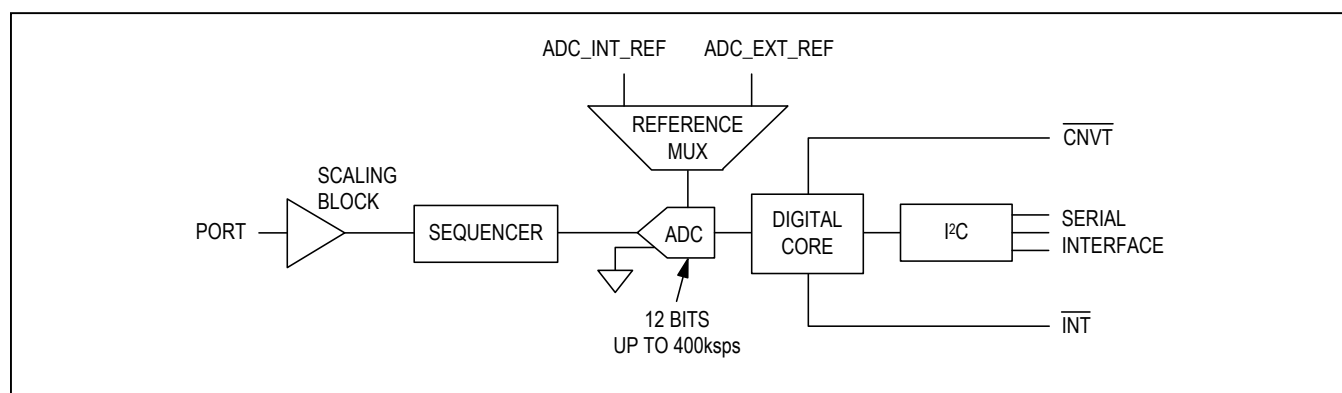 ADC_INT_REF
ADC_EXT_REF
REFERENCE
MUX
CNVT
SCALING
BLOCK
PORT
SEQUENCER
ADC
DIGITAL
CORE
I²C
SERIAL
INTERFACE
12 BITS
UP TO 400ksps
INT